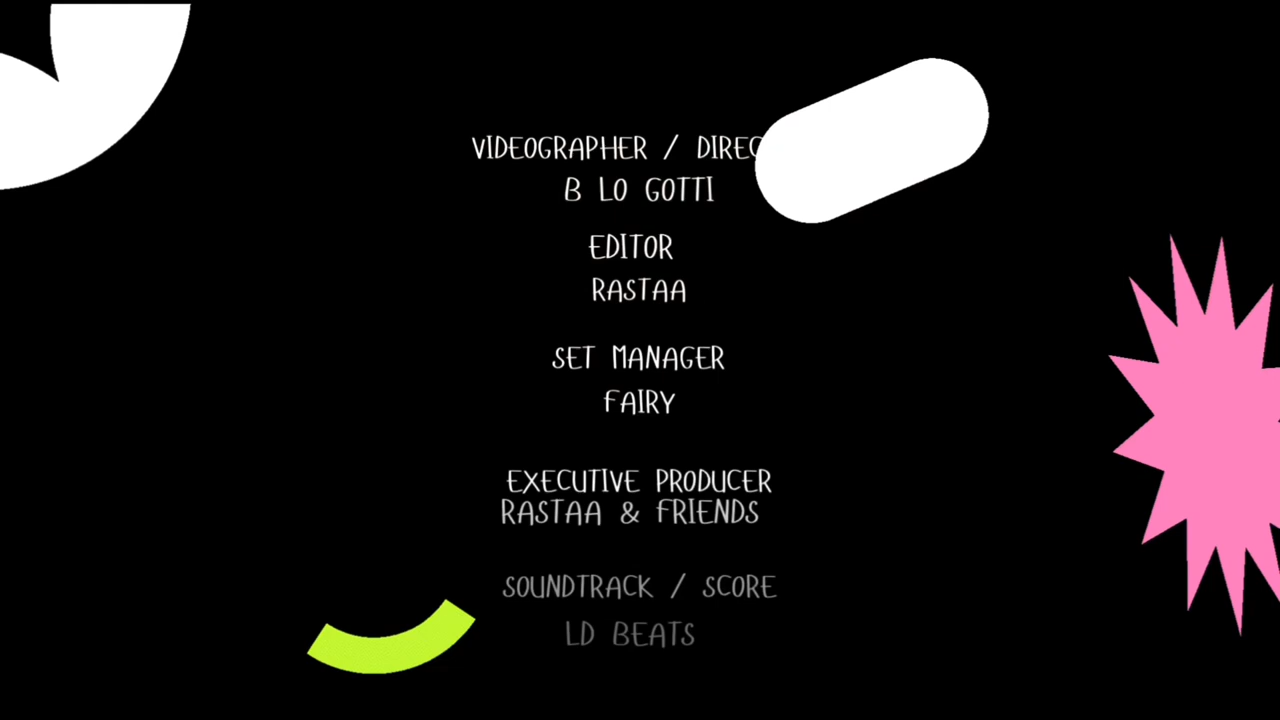 VIDEOGRAPHER / DIREC
B LO GOTTI
EDITOR
RASTAA
SET MANAGER
FAIRY
EXECUTIVE PRODUCER
RASTAA & FRIENDS
SOUNDTRACK / SCORE
LD BEATS